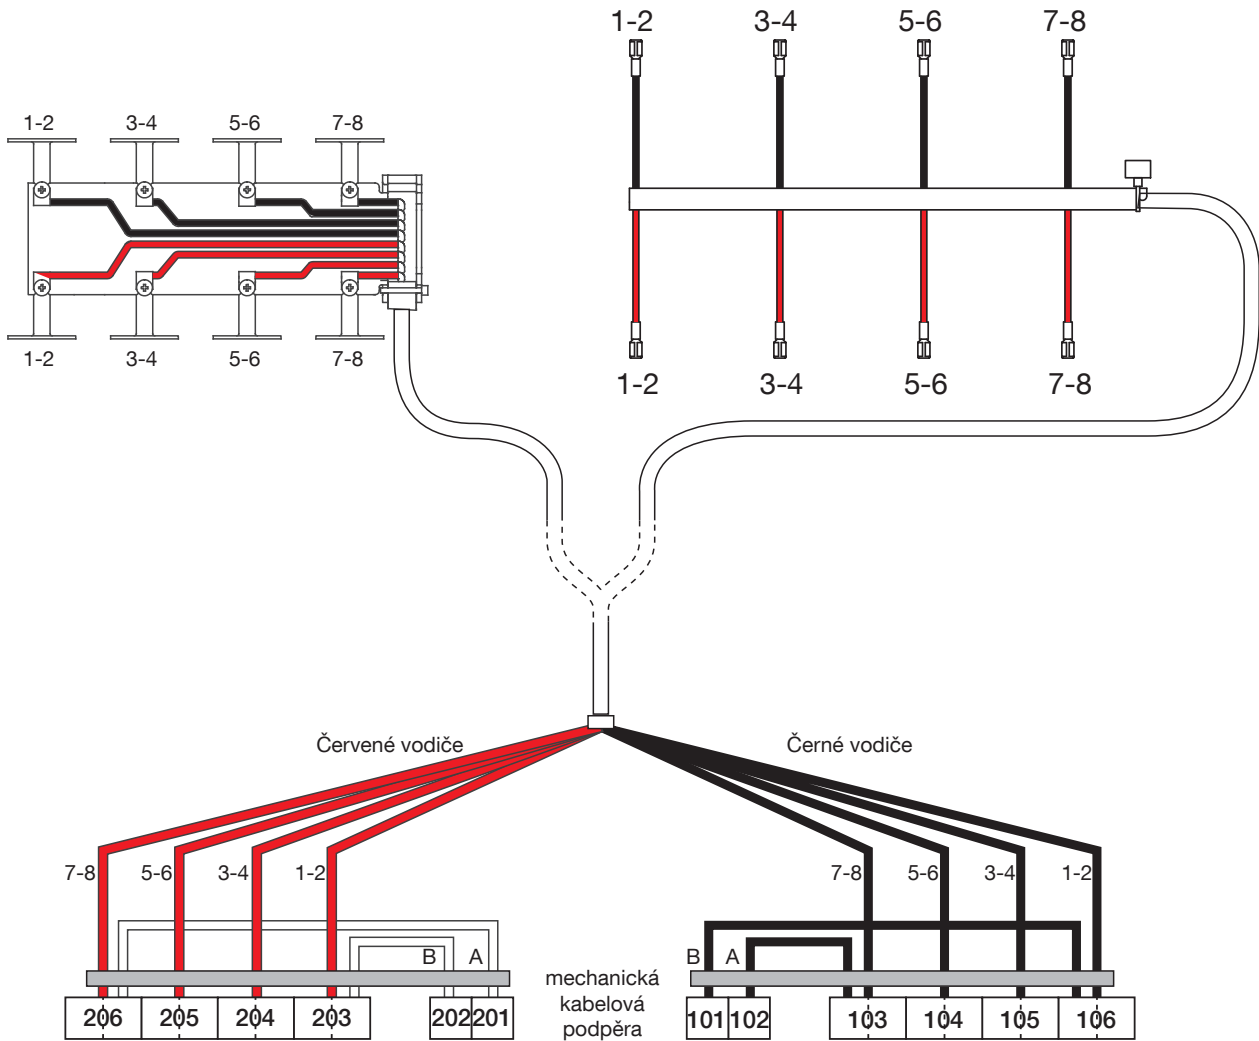 1-2 3-4 5-6 7-8
1-2 3-4 5-6 7-8
1-2 3-4 5-6 7-8
1-2 3-4 5-6 7-8
Červené vodiče
Černé vodiče
7-8 5-6 3-4 1-2
7-8 5-6 3-4 1-2
B A
B A
mechanická
kabelová
podpěra
206 205 204 203 202 201
101 102 103 104 105 106